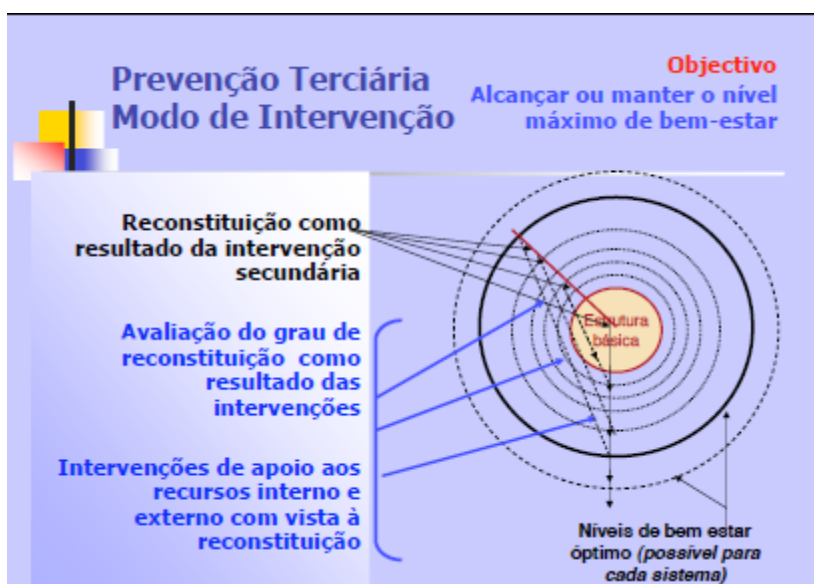 Prevenção Terciária
Modo de Intervenção
Objectivo
Alcançar ou manter o nível
máximo de bem-estar
Reconstituição como
resultado da intervenção
secundária
Avaliação do grau de
reconstituição como
resultado das
intervenções
Intervenções de apoio aos
recursos interno e
externo com vista à
reconstituição
Estrutura
básica
Níveis de bem estar
óptimo (possível para
cada sistema)